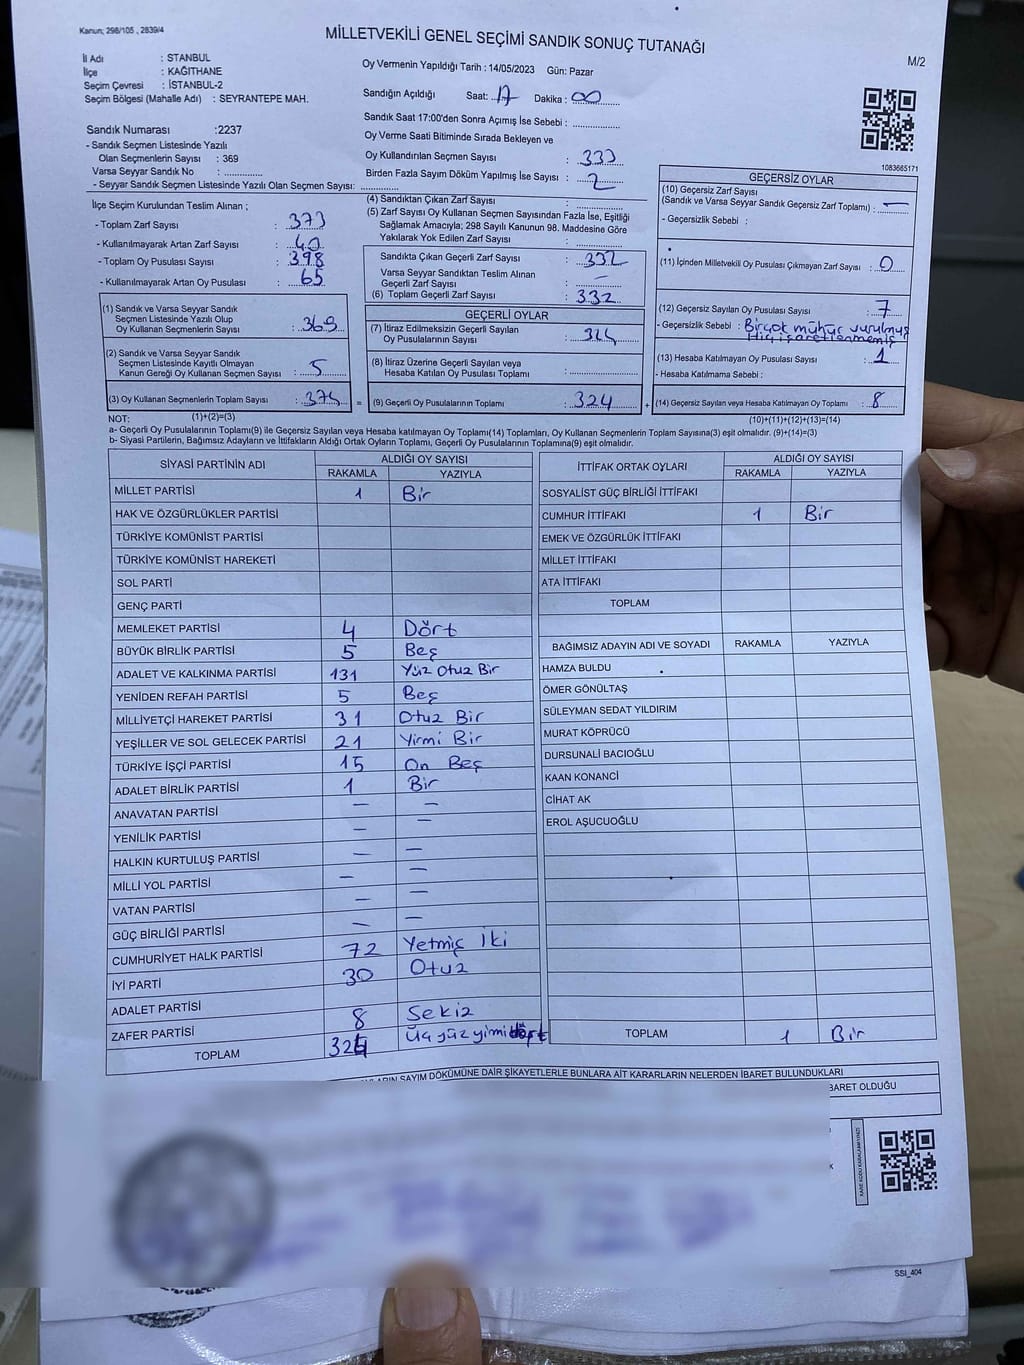 Kanun; 298/105 , 2839/4
MİLLETVEKİLİ GENEL SEÇİMİ SANDIK SONUÇ TUTANAĞI
M/2
İl Adı : STANBUL
İlçe : KAĞITHANE
Seçim Çevresi : İSTANBUL-2
Seçim Bölgesi (Mahalle Adı) : SEYRANTEPE MAH.
Sandık Numarası :2237
- Sandık Seçmen Listesinde Yazılı
Olan Seçmenlerin Sayısı : 369
Varsa Seyyar Sandık No : ..............
- Seyyar Sandık Seçmen Listesinde Yazılı Olan Seçmen Sayısı: ..............
Oy Vermenin Yapıldığı Tarih : 14/05/2023 Gün: Pazar
Sandığın Açıldığı Saat: 17 Dakika : 00
Sandık Saat 17:00'den Sonra Açımış İse Sebebi : ..............
Oy Verme Saati Bitiminde Sırada Bekleyen ve
Oy Kullandırılan Seçmen Sayısı :
Birden Fazla Sayım Döküm Yapılmış İse Sayısı : 2
1083665171
İlçe Seçim Kurulundan Teslim Alınan ;
- Toplam Zarf Sayısı : 373
- Kullanılmayarak Artan Zarf Sayısı :
- Toplam Oy Pusulası Sayısı : 398
- Kullanılmayarak Artan Oy Pusulası : 65
(4) Sandıktan Çıkan Zarf Sayısı : ..............
(5) Zarf Sayısı Oy Kullanan Seçmen Sayısından Fazla İse, Eşitliği
Sağlamak Amacıyla; 298 Sayılı Kanunun 98. Maddesine Göre
Yakılarak Yok Edilen Zarf Sayısı : ..............
Sandıkta Çıkan Geçerli Zarf Sayısı : 332
Varsa Seyyar Sandıktan Teslim Alınan
Geçerli Zarf Sayısı : —
(6) Toplam Geçerli Zarf Sayısı : 332
GEÇERSİZ OYLAR
(10) Geçersiz Zarf Sayısı
(Sandık ve Varsa Seyyar Sandık Geçersiz Zarf Toplamı) : —
- Geçersizlik Sebebi :
(11) İçinden Milletvekili Oy Pusulası Çıkmayan Zarf Sayısı : 0
(12) Geçersiz Sayılan Oy Pusulası Sayısı : 7
- Geçersizlik Sebebi : Birçok mühür vurulmuş
Hiç işaretlenmemiş
(13) Hesaba Katılmayan Oy Pusulası Sayısı : 1
- Hesaba Katılmama Sebebi :
(14) Geçersiz Sayılan veya Hesaba Katılmayan Oy Toplamı : 8
(10)+(11)+(12)+(13)=(14)
(1) Sandık ve Varsa Seyyar Sandık
Seçmen Listesinde Yazılı Olup
Oy Kullanan Seçmenlerin Sayısı : 369
(2) Sandık ve Varsa Seyyar Sandık
Seçmen Listesinde Kayıtlı Olmayan
Kanun Gereği Oy Kullanan Seçmen Sayısı : 5
(3) Oy Kullanan Seçmenlerin Toplam Sayısı : 374 =
(1)+(2)=(3)
GEÇERLİ OYLAR
(7) İtiraz Edilmeksizin Geçerli Sayılan
Oy Pusulasının Sayısı : 324
(8) İtiraz Üzerine Geçerli Sayılan veya
Hesaba Katılan Oy Pusulası Toplamı : ..............
(9) Geçerli Oy Pusulalarının Toplamı : 324 +
NOT:
a- Geçerli Oy Pusulalarının Toplamı(9) ile Geçersiz Sayılan veya Hesaba Katılmayan Oy Toplamı(14) Toplamları, Oy Kullanan Seçmenlerin Toplam Sayısına(3) eşit olmalıdır. (9)+(14)=(3)
b- Siyasi Partilerin, Bağımsız Adayların ve İttifakların Aldığı Ortak Oyların Toplamı, Geçerli Oy Pusulalarının Toplamına(9) eşit olmalıdır.
SİYASİ PARTİNİN ADI ALDIĞI OY SAYISI
RAKAMLA YAZIYLA
MİLLET PARTİSİ 1 Bir
HAK VE ÖZGÜRLÜKLER PARTİSİ
TÜRKİYE KOMÜNİST PARTİSİ
TÜRKİYE KOMÜNİST HAREKETİ
SOL PARTİ
GENÇ PARTİ
MEMLEKET PARTİSİ 4 Dört
BÜYÜK BİRLİK PARTİSİ 5 Beş
ADALET VE KALKINMA PARTİSİ 131 Yüz Otuz Bir
YENİDEN REFAH PARTİSİ 5 Beş
MİLLİYETÇİ HAREKET PARTİSİ 31 Otuz Bir
YEŞİLLER VE SOL GELECEK PARTİSİ 21 Yirmi Bir
TÜRKİYE İŞÇİ PARTİSİ 15 On Beş
ADALET BİRLİK PARTİSİ 1 Bir
ANAVATAN PARTİSİ — —
YENİLİK PARTİSİ — —
HALKIN KURTULUŞ PARTİSİ — —
MİLLİ YOL PARTİSİ — —
VATAN PARTİSİ — —
GÜÇ BİRLİĞİ PARTİSİ — —
CUMHURİYET HALK PARTİSİ 72 Yetmiş İki
İYİ PARTİ 30 Otuz
ADALET PARTİSİ
ZAFER PARTİSİ 8 Sekiz
TOPLAM 324 Üç yüz yimi dört
İTTİFAK ORTAK OYLARI ALDIĞI OY SAYISI
RAKAMLA YAZIYLA
SOSYALİST GÜÇ BİRLİĞİ İTTİFAKI
CUMHUR İTTİFAKI 1 Bir
EMEK VE ÖZGÜRLÜK İTTİFAKI
MİLLET İTTİFAKI
ATA İTTİFAKI
TOPLAM
BAĞIMSIZ ADAYIN ADI VE SOYADI RAKAMLA YAZIYLA
HAMZA BULDU
ÖMER GÖNÜLTAŞ
SÜLEYMAN SEDAT YILDIRIM
MURAT KÖPRÜCÜ
DURSUNALİ BACIOĞLU
KAAN KONANCİ
CİHAT AK
EROL AŞUCUOĞLU
TOPLAM 1 Bir
SAYIM DÖKÜMÜNE DAİR ŞİKAYETLERLE BUNLARA AİT KARARLARIN NELERDEN İBARET BULUNDUKLARI
BARET OLDUĞU
SSI_404